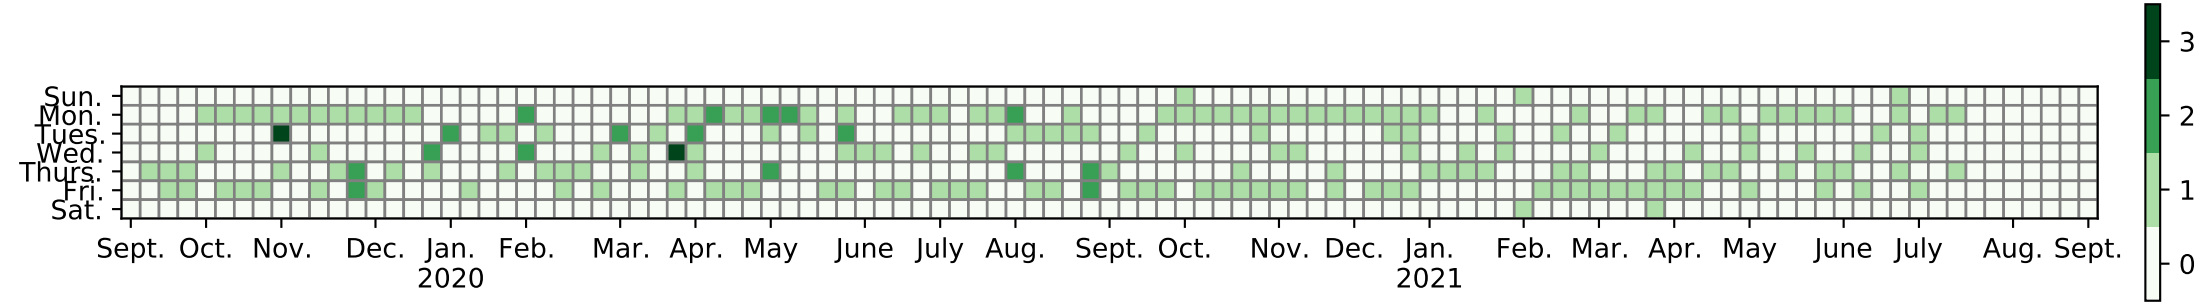 3
Sun.
Mon.
2
Tues.
Wed.
Thurs.
1
Fri.
Sat.
Sept. Oct. Nov. Dec. Jan. Feb. Mar. Apr. May June July Aug. Sept. Oct. Nov. Dec. Jan. Feb. Mar. Apr. May June July Aug. Sept.
0
2020 2021